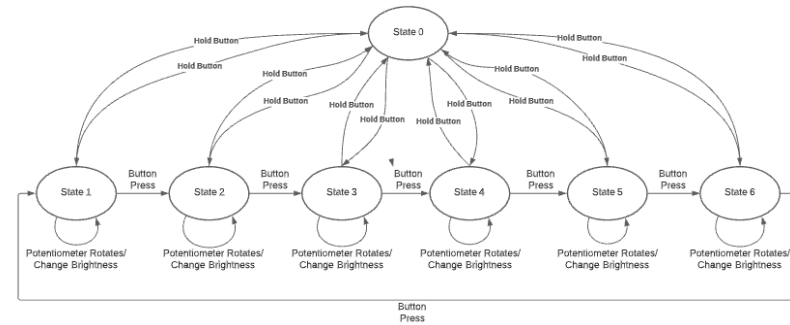 State 0
Hold Button
Hold Button
Hold Button
Hold Button
Hold Button
Hold Button
Hold Button
Hold Button
Hold Button
Hold Button
Hold Button
Hold Button
State 1
Button
Press
State 2
Button
Press
State 3
Button
Press
State 4
Button
Press
State 5
Button
Press
State 6
Potentiometer Rotates/
Change Brightness
Potentiometer Rotates/
Change Brightness
Potentiometer Rotates/
Change Brightness
Potentiometer Rotates/
Change Brightness
Potentiometer Rotates/
Change Brightness
Potentiometer Rotates/
Change Brightness
Button
Press